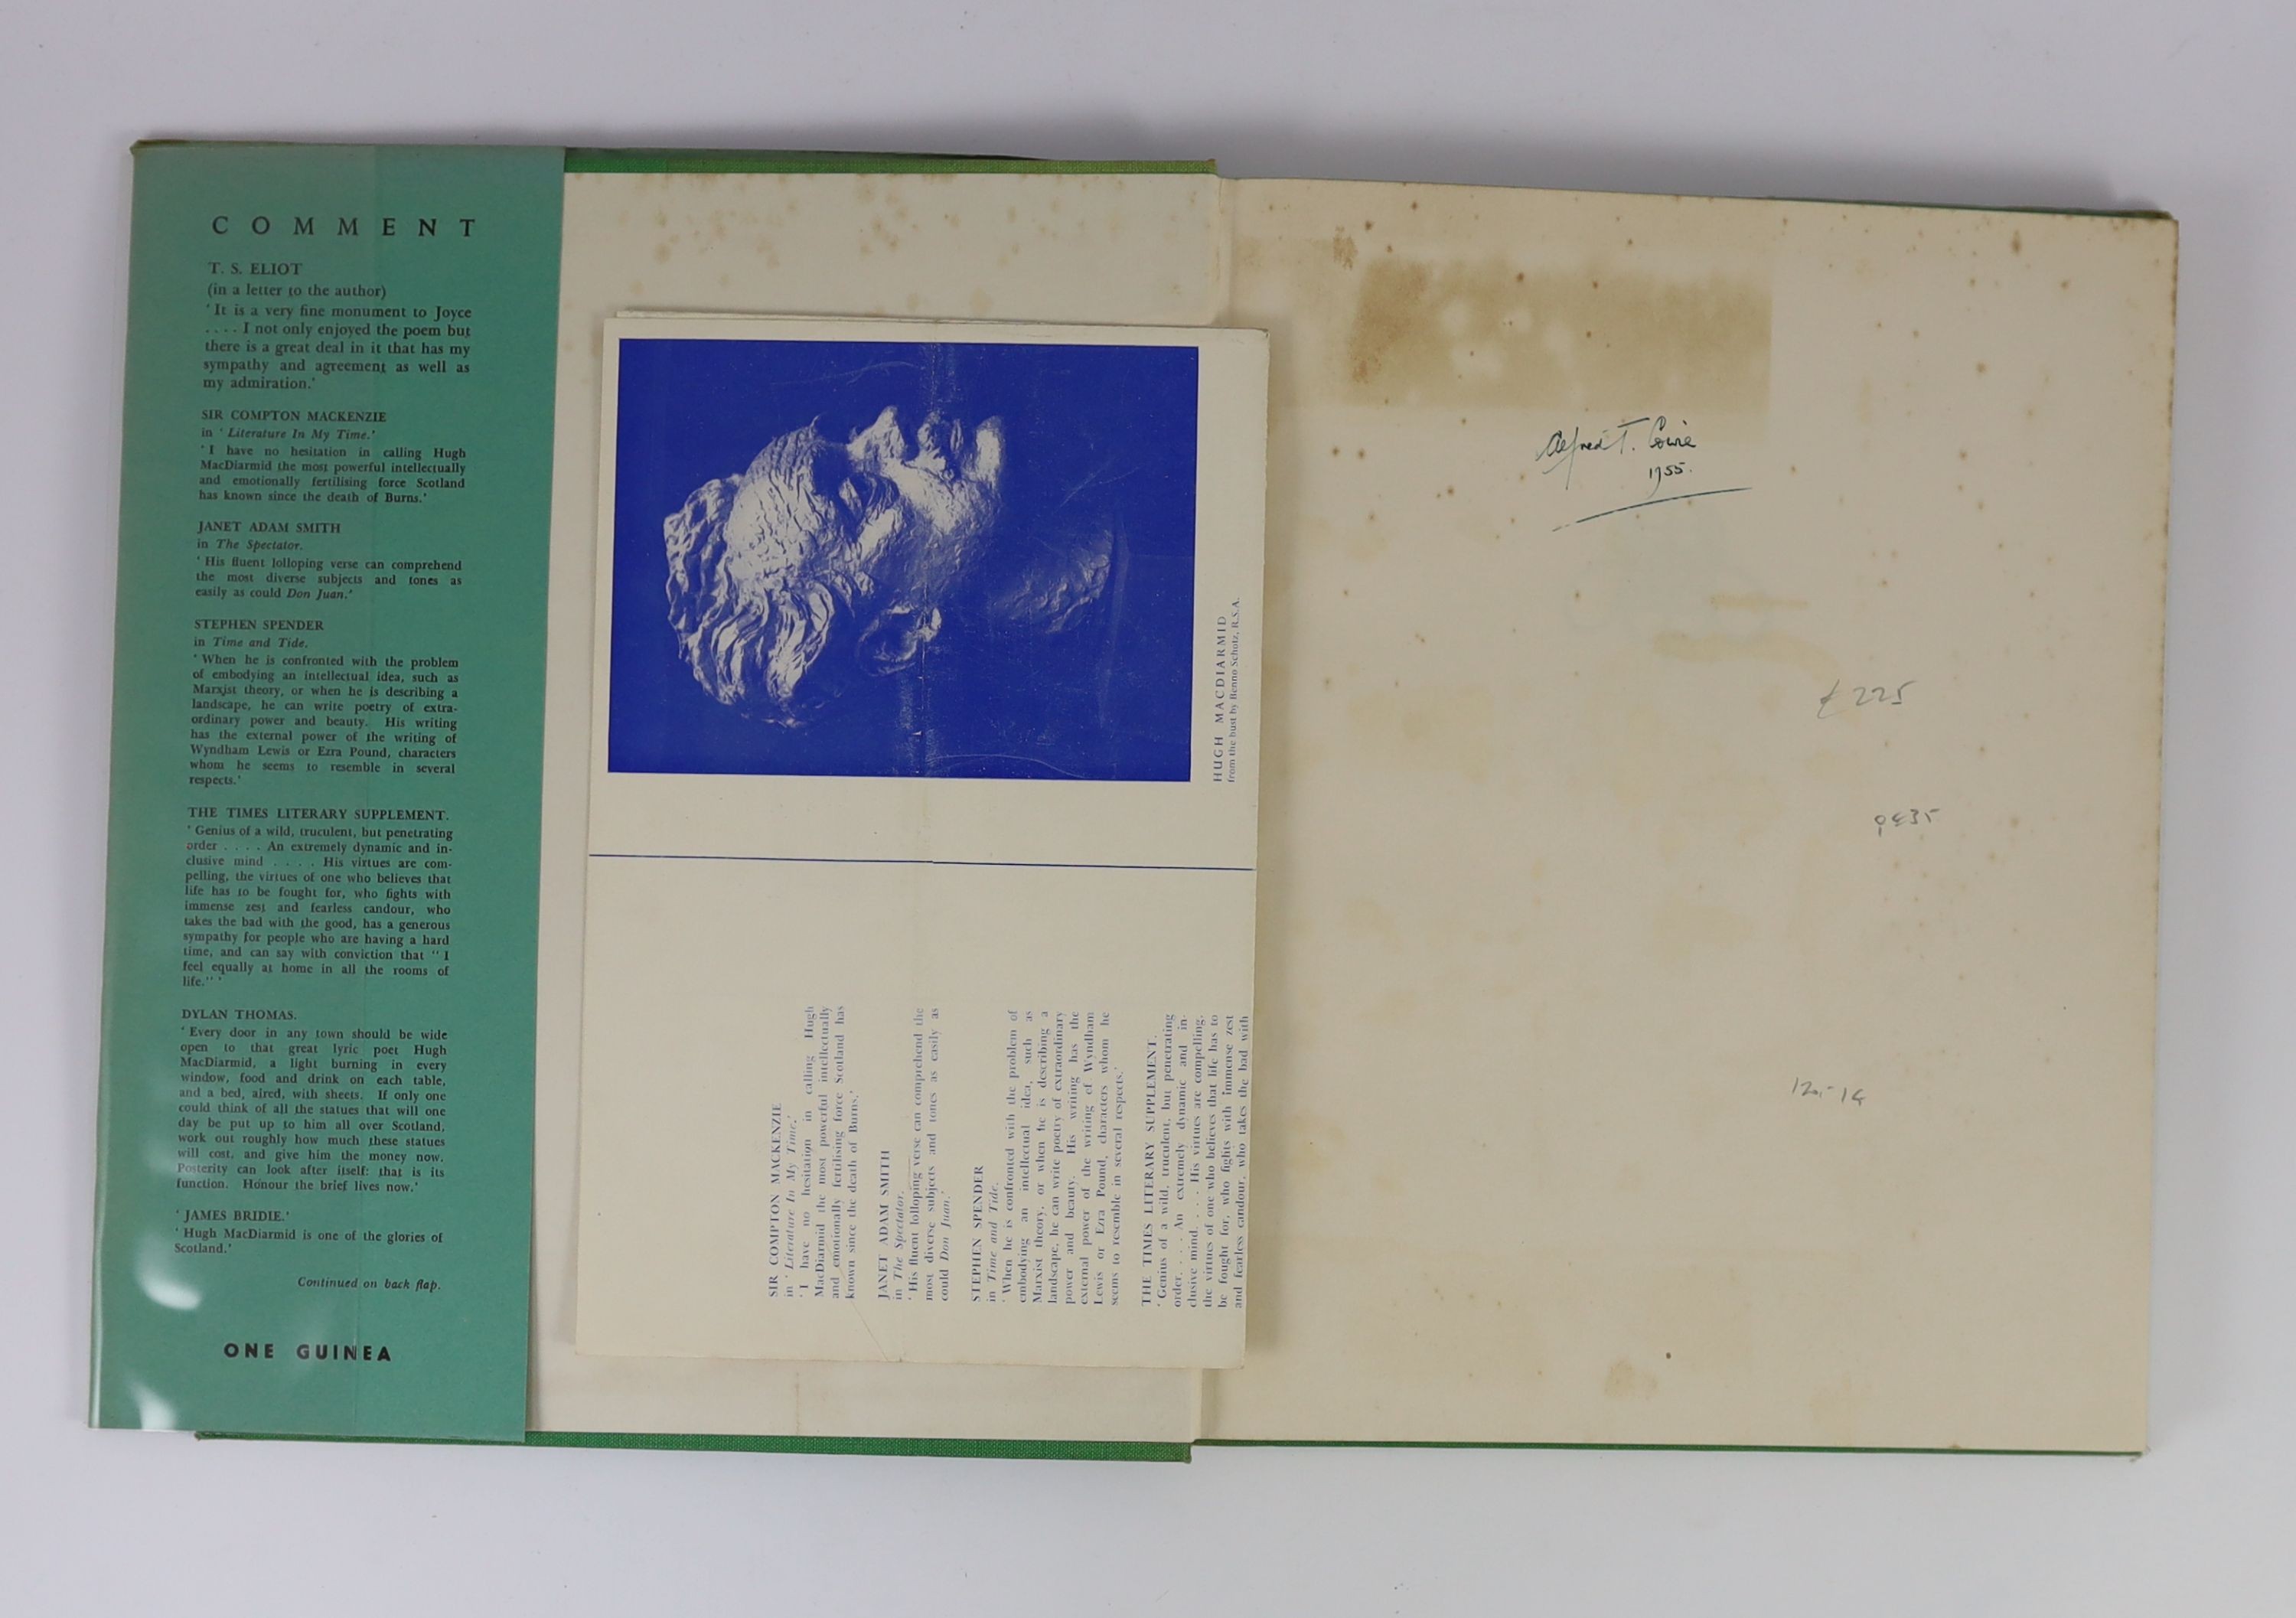 COMMENT
T. S. ELIOT
(in a letter to the author)
' It is a very fine monument to Joyce
. . . . I not only enjoyed the poem but
there is a great deal in it that has my
sympathy and agreement as well as
my admiration.'
SIR COMPTON MACKENZIE
in ' Literature In My Time.'
' I have no hesitation in calling Hugh
MacDiarmid the most powerful intellectually
and emotionally fertilising force Scotland
has known since the death of Burns.'
JANET ADAM SMITH
in The Spectator.
' His fluent lolloping verse can comprehend
the most diverse subjects and tones as
easily as could Don Juan.'
STEPHEN SPENDER
in Time and Tide.
' When he is confronted with the problem
of embodying an intellectual idea, such as
Marxist theory, or when he is describing a
landscape, he can write poetry of extra-
ordinary power and beauty. His writing
has the external power of the writing of
Wyndham Lewis or Ezra Pound, characters
whom he seems to resemble in several
respects.'
THE TIMES LITERARY SUPPLEMENT.
' Genius of a wild, truculent, but penetrating
order . . . . An extremely dynamic and in-
clusive mind . . . . His virtues are com-
pelling, the virtues of one who believes that
life has to be fought for, who fights with
immense zest and fearless candour, who
takes the bad with the good, has a generous
sympathy for people who are having a hard
time, and can say with conviction that " I
feel equally at home in all the rooms of
life." '
DYLAN THOMAS.
' Every door in any town should be wide
open to that great lyric poet Hugh
MacDiarmid, a light burning in every
window, food and drink on each table,
and a bed, aired, with sheets. If only one
could think of all the statues that will one
day be put up to him all over Scotland,
work out roughly how much these statues
will cost, and give him the money now.
Posterity can look after itself: that is its
function. Honour the brief lives now.'
' JAMES BRIDIE.'
' Hugh MacDiarmid is one of the glories of
Scotland.'
Continued on back flap.
ONE GUINEA
HUGH MACDIARMID
from the bust by Benno Schotz, R.S.A.
SIR COMPTON MACKENZIE
in ' Literature In My Time.'
' I have no hesitation in calling Hugh
MacDiarmid the most powerful intellectually
and emotionally fertilising force Scotland has
known since the death of Burns.'
JANET ADAM SMITH
in The Spectator.
' His fluent lolloping verse can comprehend the
most diverse subjects and tones as easily as
could Don Juan.'
STEPHEN SPENDER
in Time and Tide.
' When he is confronted with the problem of
embodying an intellectual idea, such as
Marxist theory, or when he is describing a
landscape, he can write poetry of extraordinary
power and beauty. His writing has the
external power of the writing of Wyndham
Lewis or Ezra Pound, characters whom he
seems to resemble in several respects.'
THE TIMES LITERARY SUPPLEMENT.
' Genius of a wild, truculent, but penetrating
order. . . . An extremely dynamic and in-
clusive mind. . . . His virtues are compelling,
the virtues of one who believes that life has to
be fought for, who fights with immense zest
and fearless candour, who takes the bad with
Alfred T. Cowie
1955.
£225